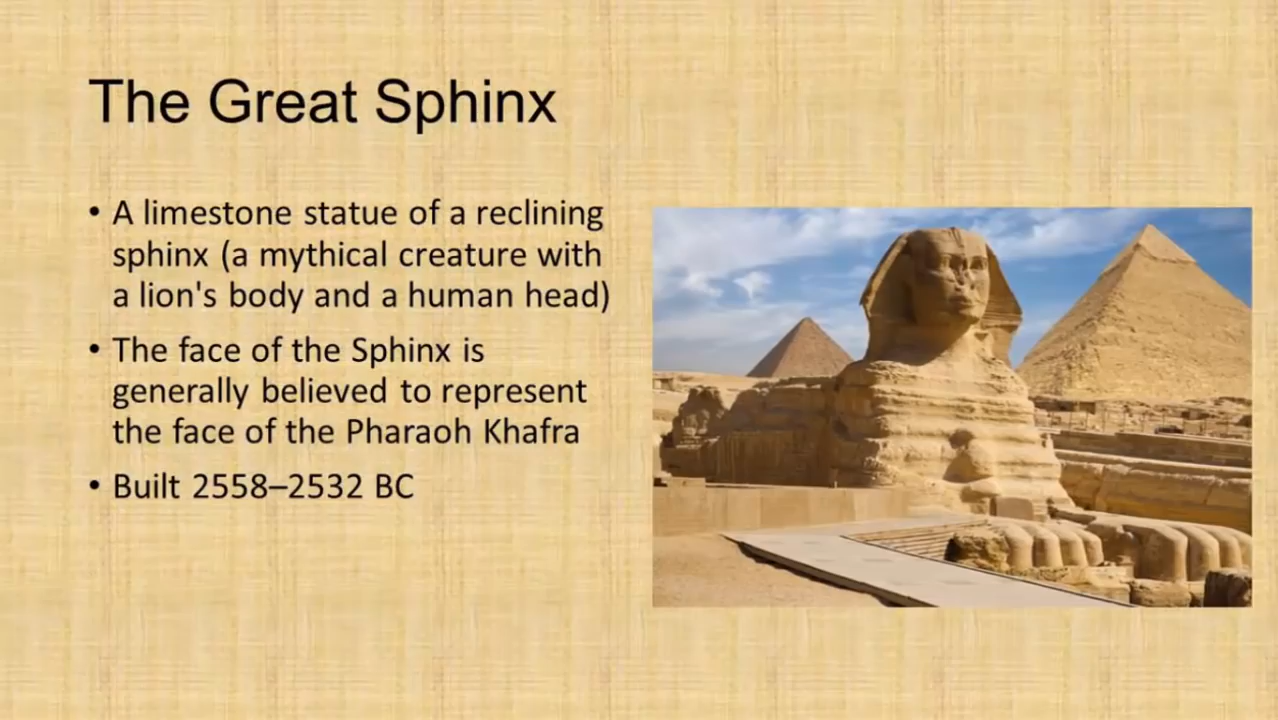 The Great Sphinx
• A limestone statue of a reclining
sphinx (a mythical creature with
a lion's body and a human head)
• The face of the Sphinx is
generally believed to represent
the face of the Pharaoh Khafra
• Built 2558–2532 BC